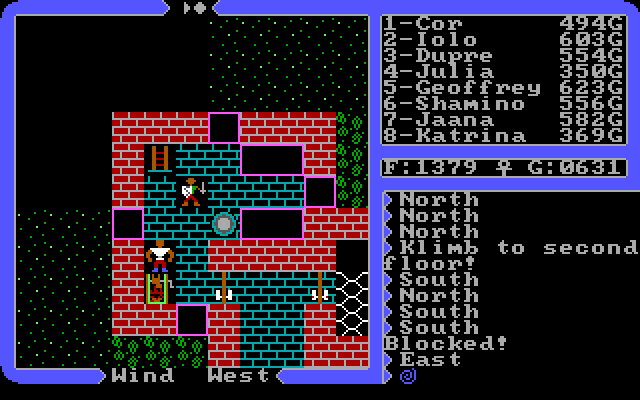 1-Cor 494G
2-Iolo 603G
3-Dupre 554G
4-Julia 350G
5-Geoffrey 623G
6-Shamino 556G
7-Jaana 582G
8-Katrina 369G
F:1379 G:0631
North
North
North
Klimb to second
floor!
South
North
South
South
Blocked!
East
Wind West